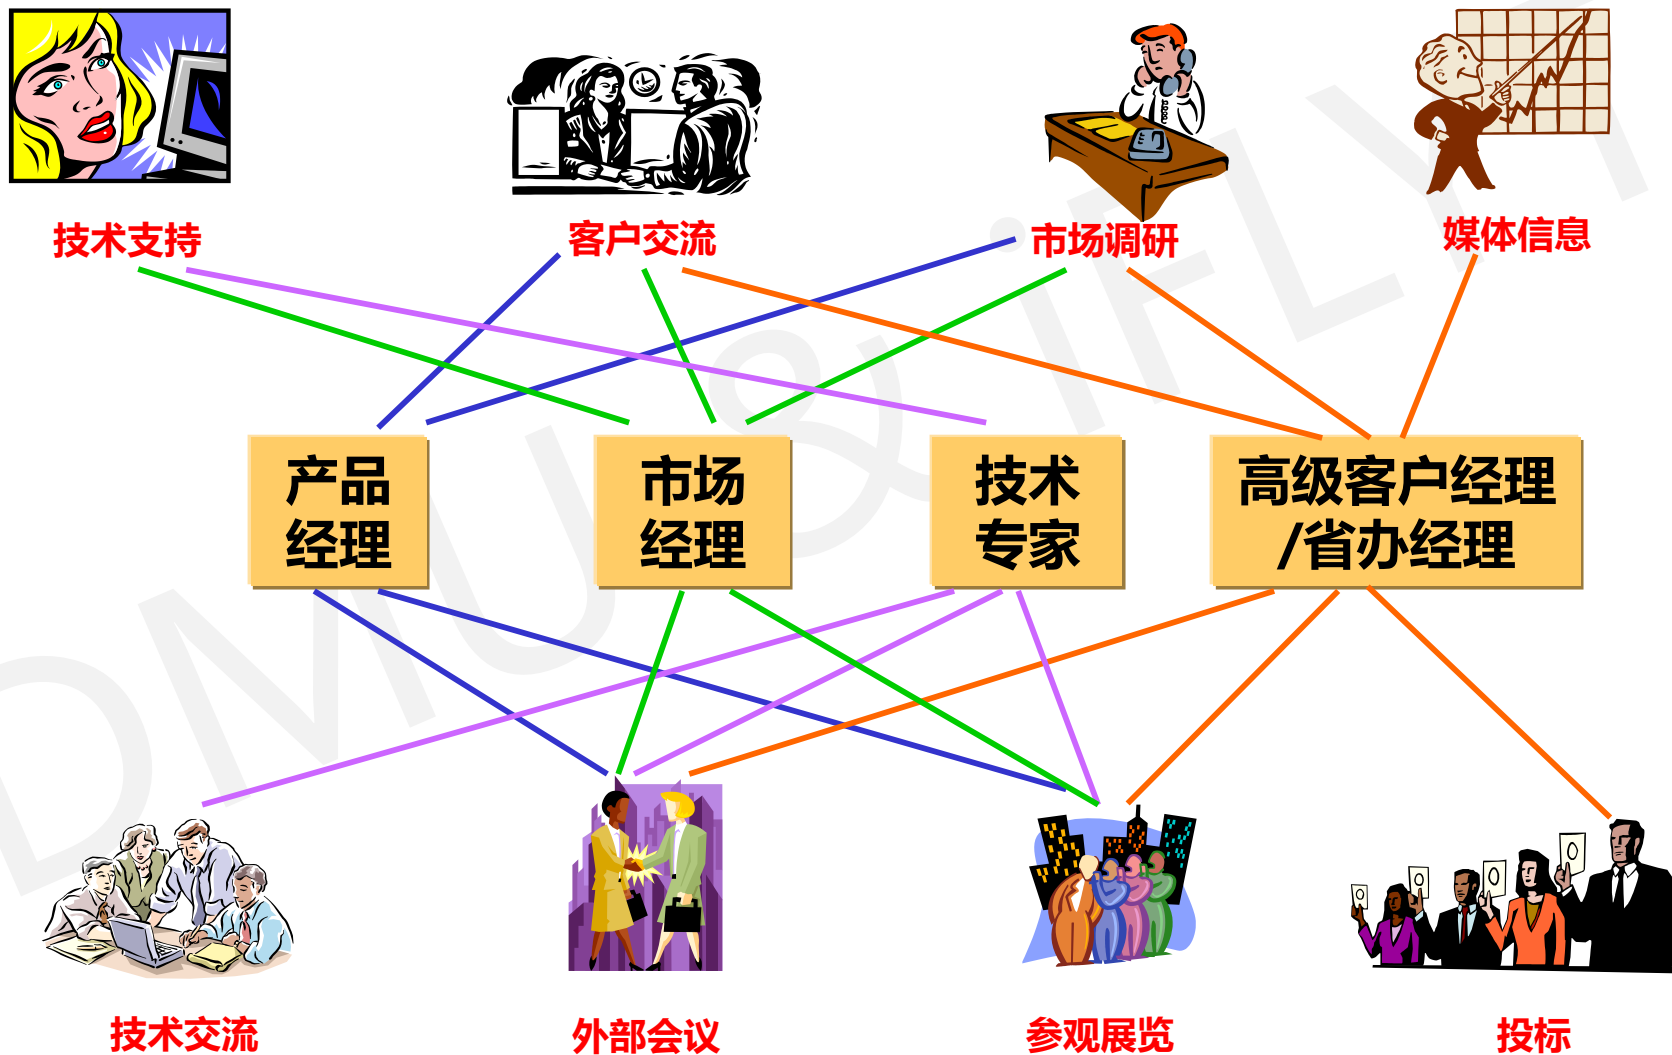 技术支持
客户交流
市场调研
媒体信息
产品
经理
市场
经理
技术
专家
高级客户经理
/省办经理
技术交流
外部会议
参观展览
投标
DMU & iFLY